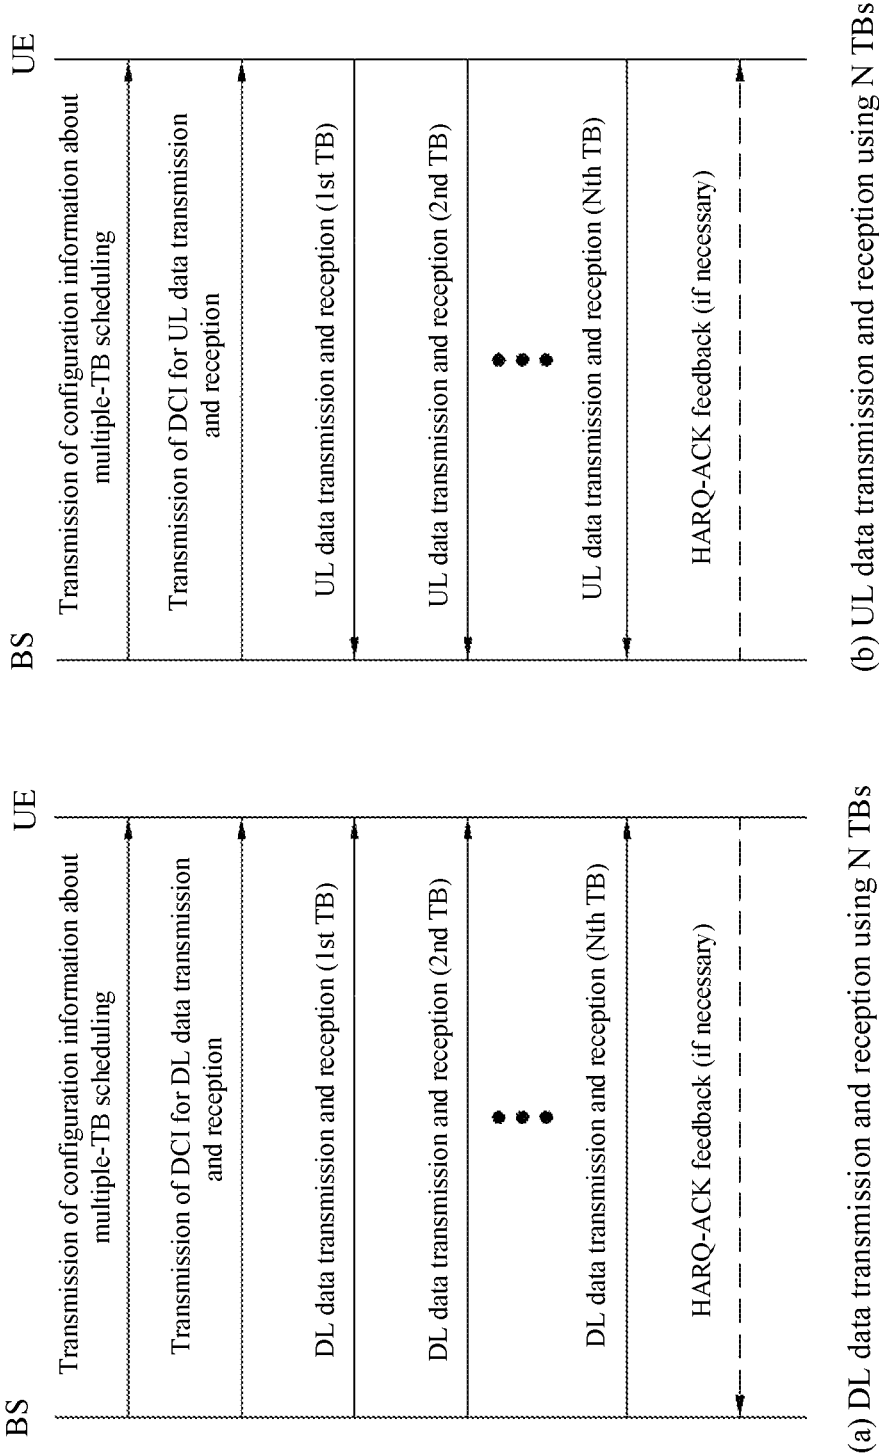 BS
UE
Transmission of configuration information about
multiple-TB scheduling
Transmission of DCI for DL data transmission
and reception
DL data transmission and reception (1st TB)
DL data transmission and reception (2nd TB)
DL data transmission and reception (Nth TB)
HARQ-ACK feedback (if necessary)
(a) DL data transmission and reception using N TBs
BS
UE
Transmission of configuration information about
multiple-TB scheduling
Transmission of DCI for UL data transmission
and reception
UL data transmission and reception (1st TB)
UL data transmission and reception (2nd TB)
UL data transmission and reception (Nth TB)
HARQ-ACK feedback (if necessary)
(b) UL data transmission and reception using N TBs